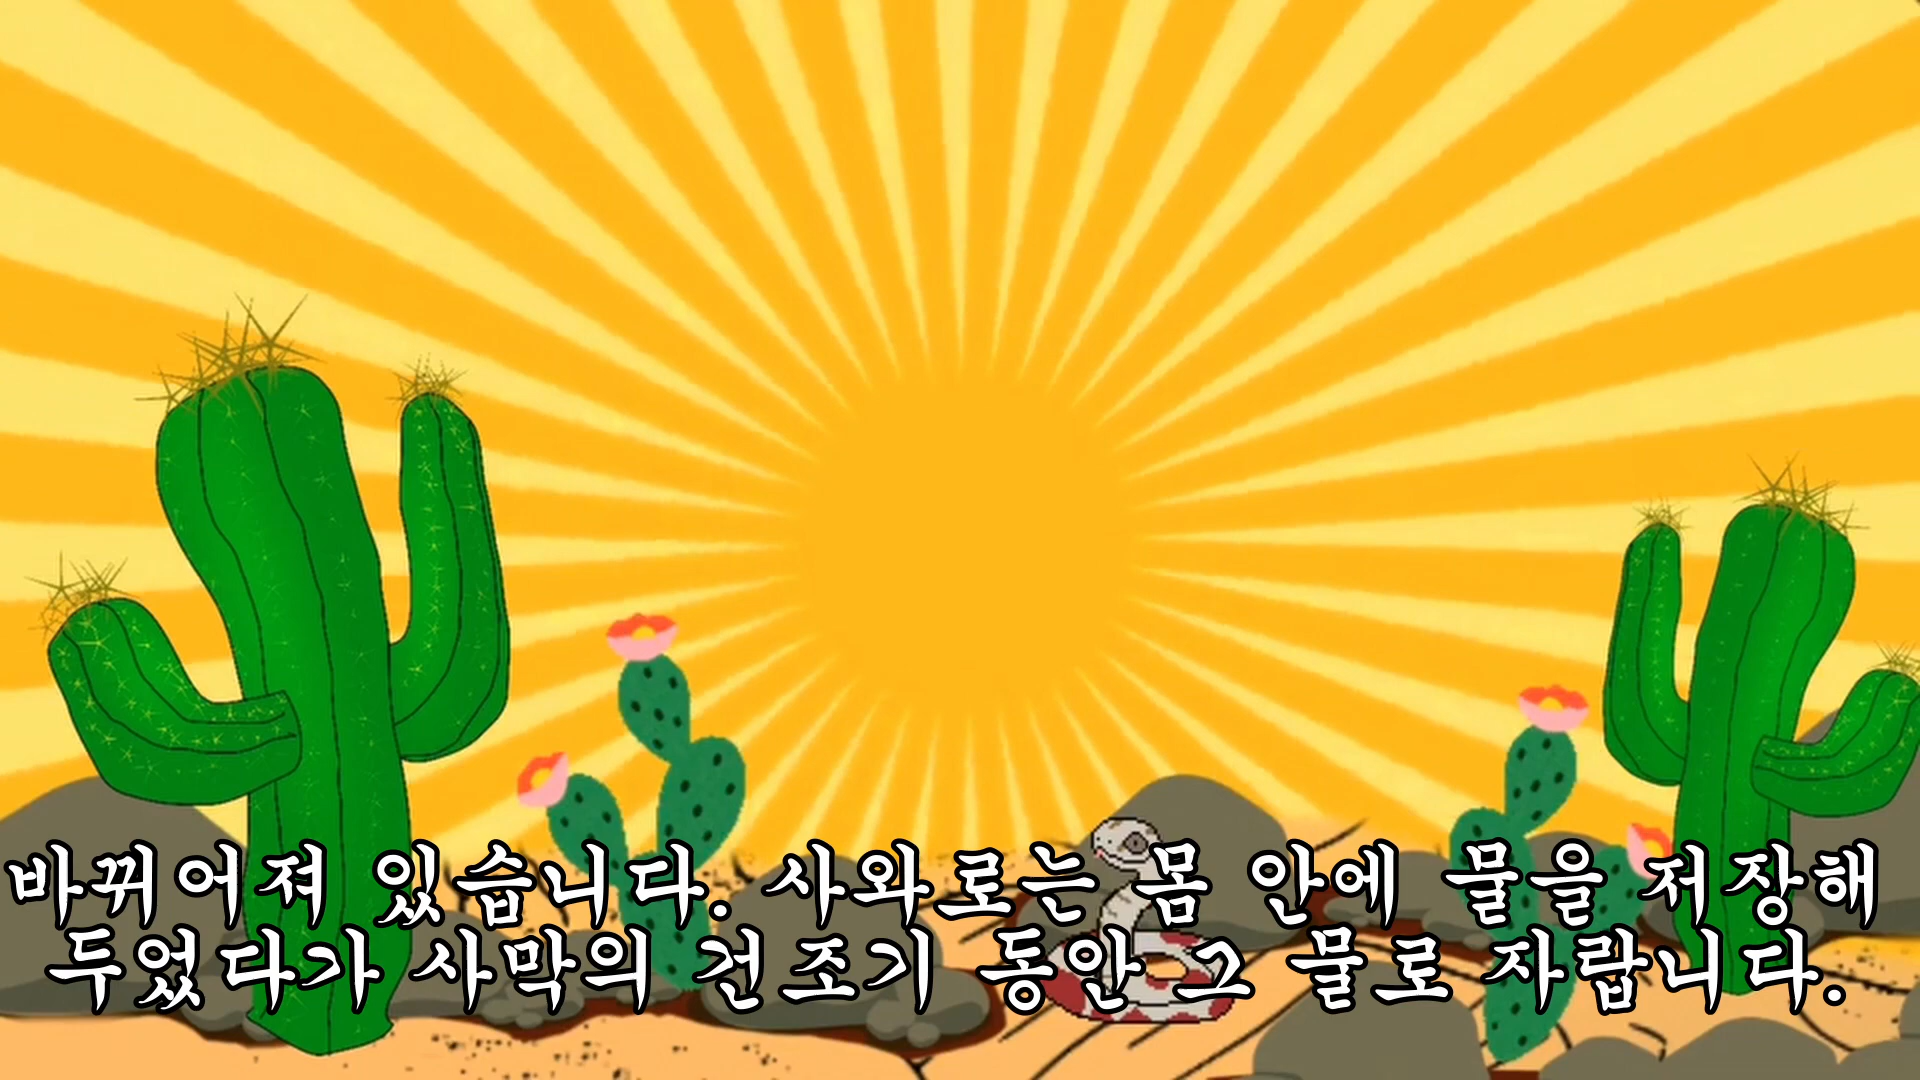 바뀌어져 있습니다. 사와로는 몸 안에 물을 저장해
두었다가 사막의 건조기 동안 그 물로 자랍니다.